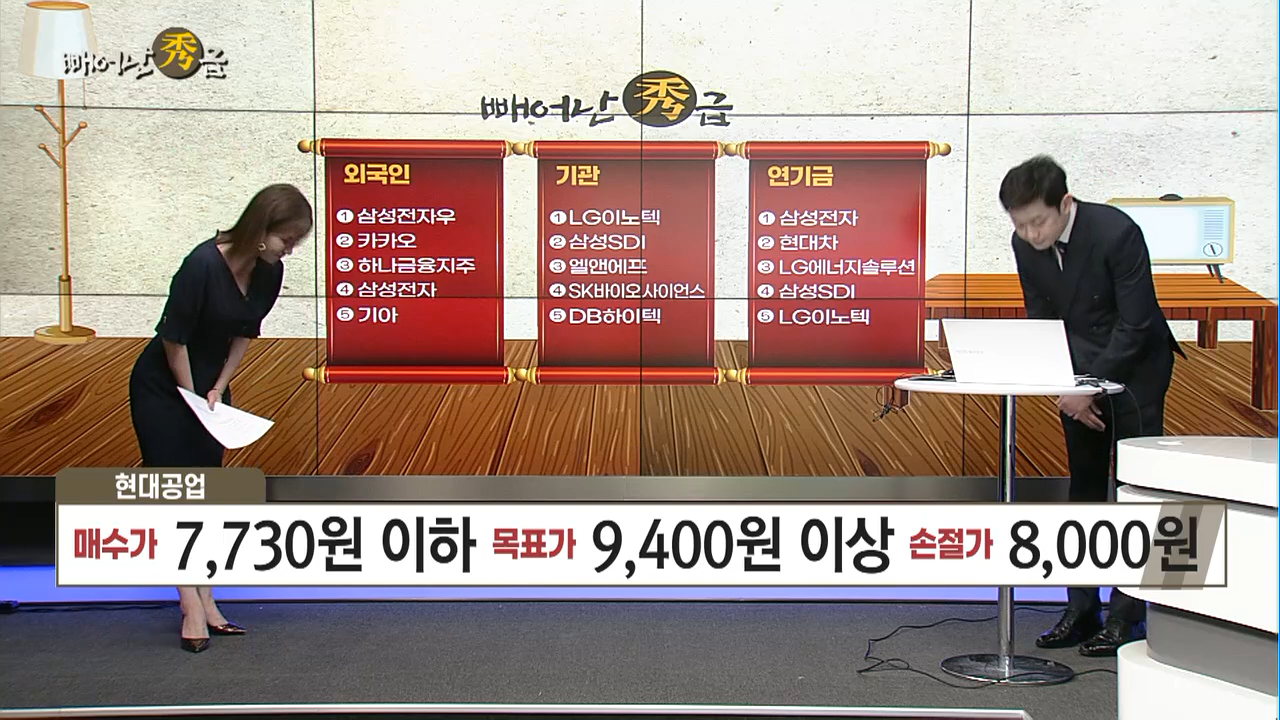 빼어난 秀급
빼어난 秀급
외국인
1 삼성전자우
2 카카오
3 하나금융지주
4 삼성전자
5 기아
기관
1 LG이노텍
2 삼성SDI
3 엘앤에프
4 SK바이오사이언스
5 DB하이텍
연기금
1 삼성전자
2 현대차
3 LG에너지솔루션
4 삼성SDI
5 LG이노텍
현대공업
매수가 7,730원 이하 목표가 9,400원 이상 손절가 8,000원